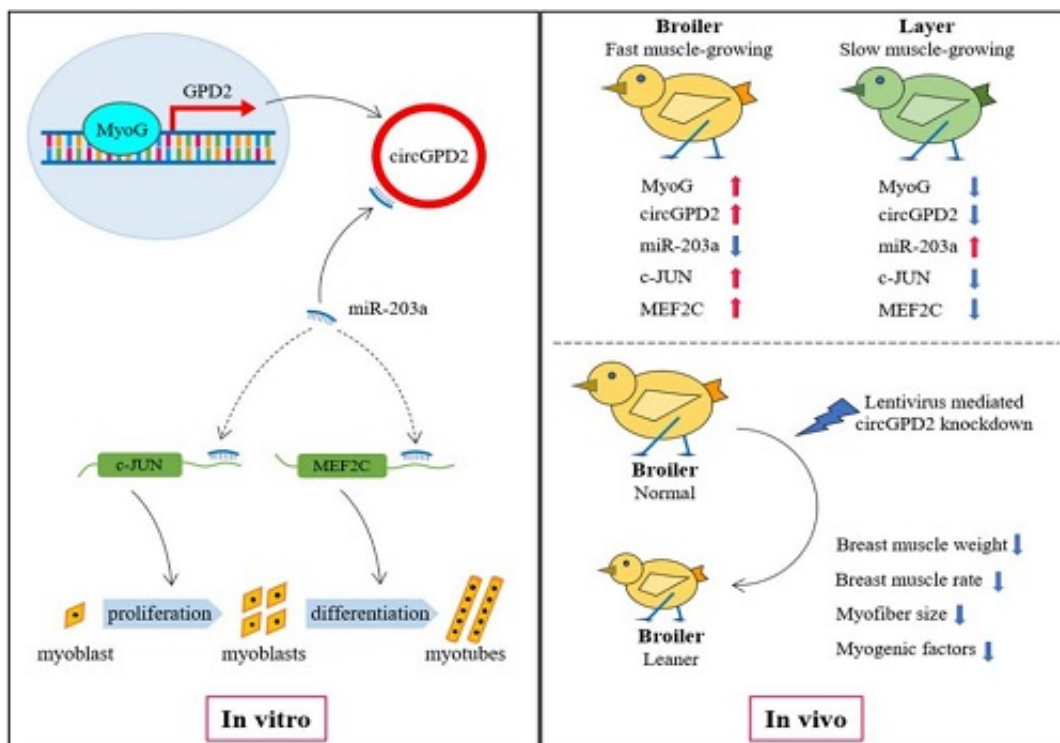 GPD2
MyoG
circGPD2
miR-203a
c-JUN
MEF2C
proliferation
differentiation
myoblast
myoblasts
myotubes
In vitro
Broiler
Fast muscle-growing
MyoG
circGPD2
miR-203a
c-JUN
MEF2C
Layer
Slow muscle-growing
MyoG
circGPD2
miR-203a
c-JUN
MEF2C
Lentivirus mediated
circGPD2 knockdown
Broiler
Normal
Broiler
Leaner
Breast muscle weight
Breast muscle rate
Myofiber size
Myogenic factors
In vivo